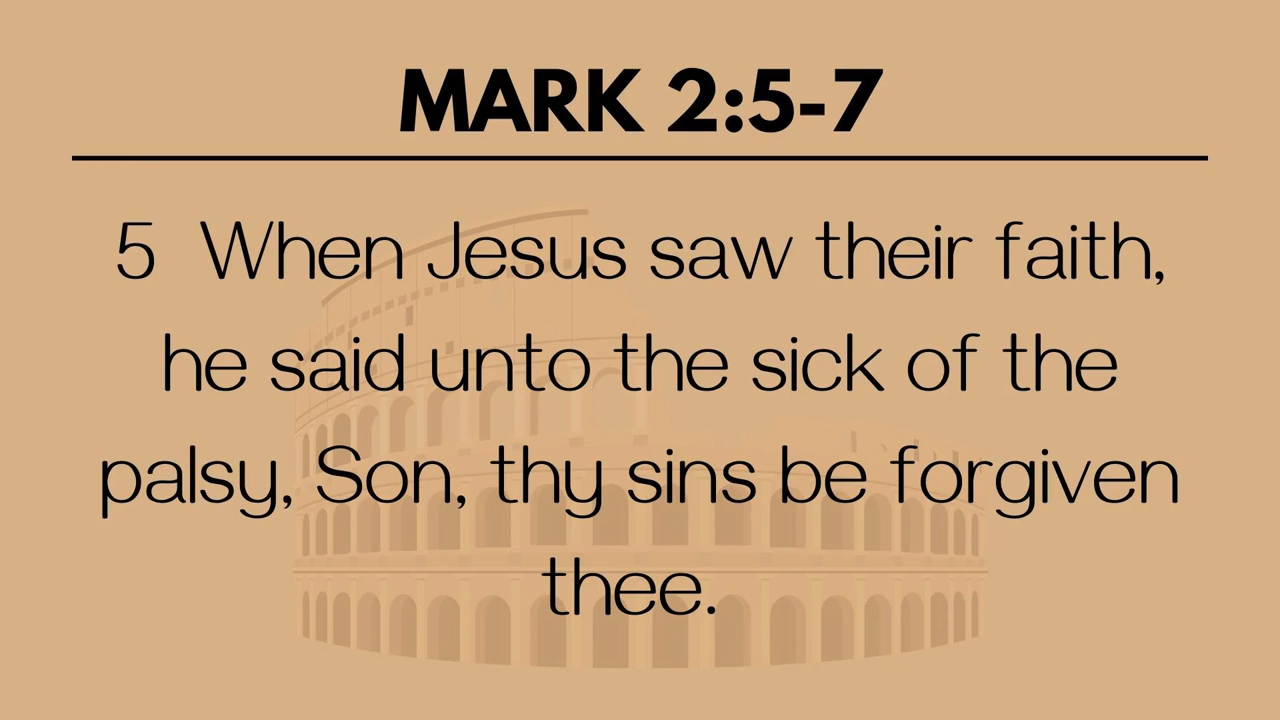 MARK 2:5-7
5 When Jesus saw their faith,
he said unto the sick of the
palsy, Son, thy sins be forgiven
thee.